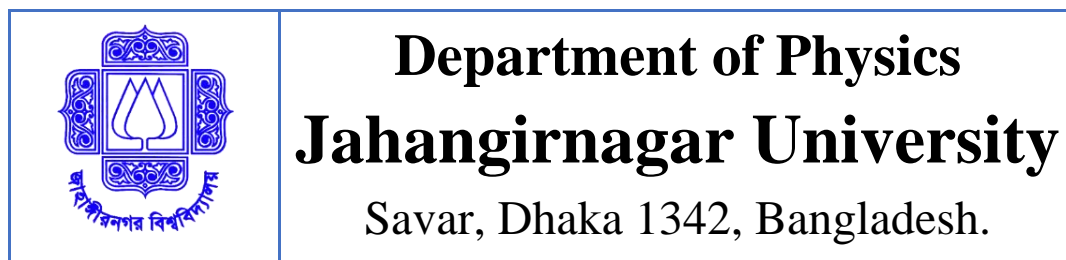 Department of Physics
Jahangirnagar University
Savar, Dhaka 1342, Bangladesh.
জাহাঙ্গীরনগর বিশ্ববিদ্যালয়